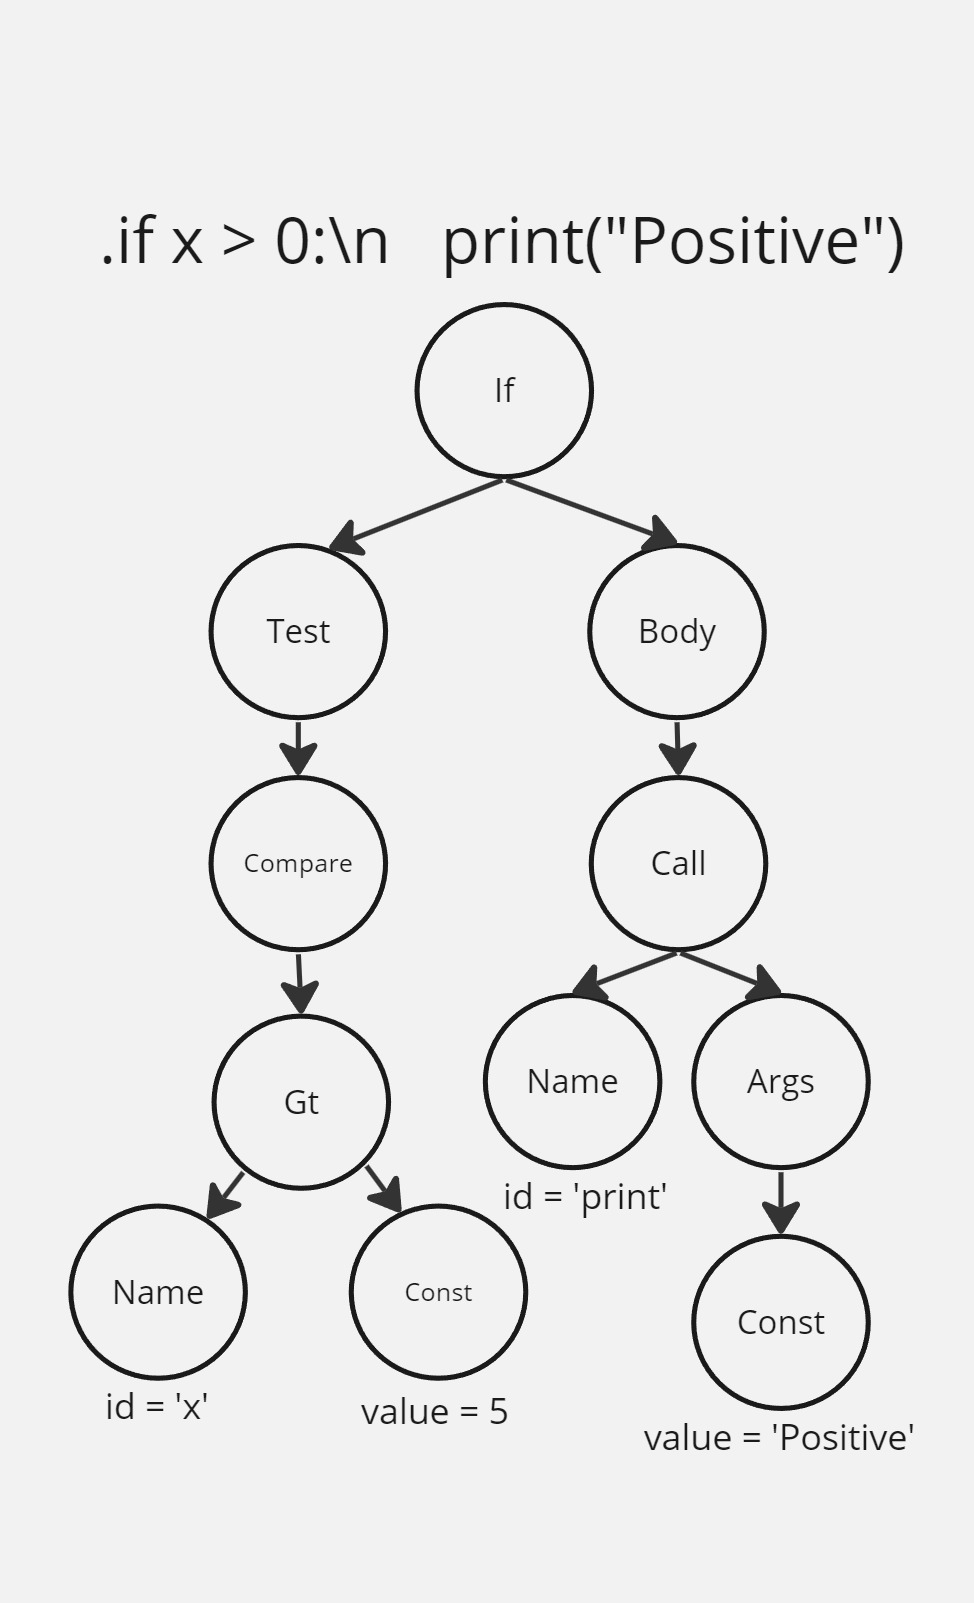 .if x > 0:\n   print("Positive")
If
Test
Body
Compare
Call
Gt
Name
Args
id = 'print'
Name
Const
Const
id = 'x'
value = 5
value = 'Positive'